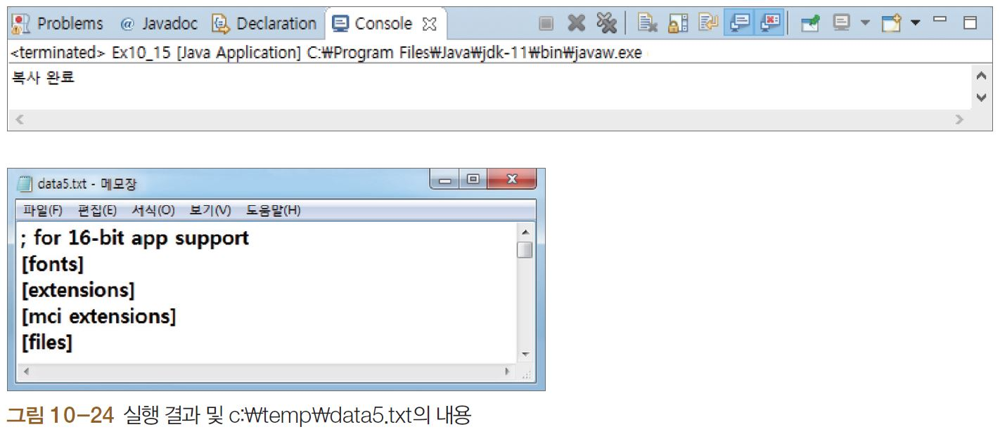 Problems @ Javadoc Declaration Console
<terminated> Ex10_15 [Java Application] C:₩Program Files₩Java₩jdk-11₩bin₩javaw.exe
복사 완료
data5.txt - 메모장
파일(F) 편집(E) 서식(O) 보기(V) 도움말(H)
; for 16-bit app support
[fonts]
[extensions]
[mci extensions]
[files]
그림 10-24 실행 결과 및 c:₩temp₩data5.txt의 내용